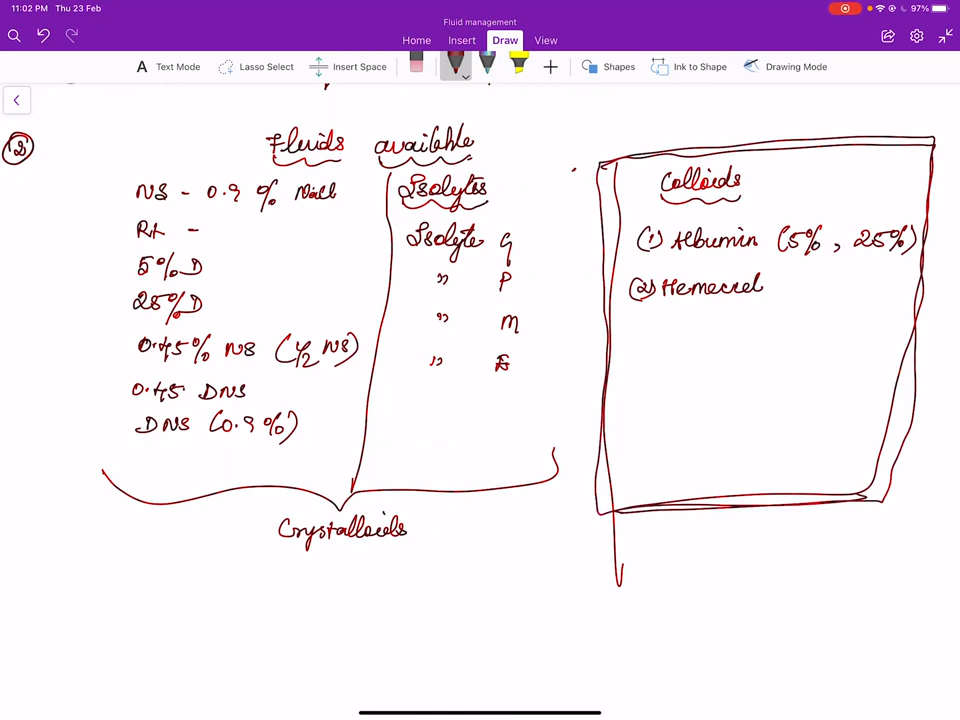 11:02 PM Thu 23 Feb
97%
Fluid management
Home Insert Draw View
Text Mode Lasso Select Insert Space Shapes Ink to Shape Drawing Mode
(2)
Fluids available
NS - 0.9% NaCl
RL -
5% D
25% D
0.45% NS (1/2 NS)
0.45 DNS
DNS (0.9%)
Isolytes
Isolyte G
" P
" M
" E
Crystalloids
Colloids
(1) Albumin (5%, 25%)
(2) Hemeccel